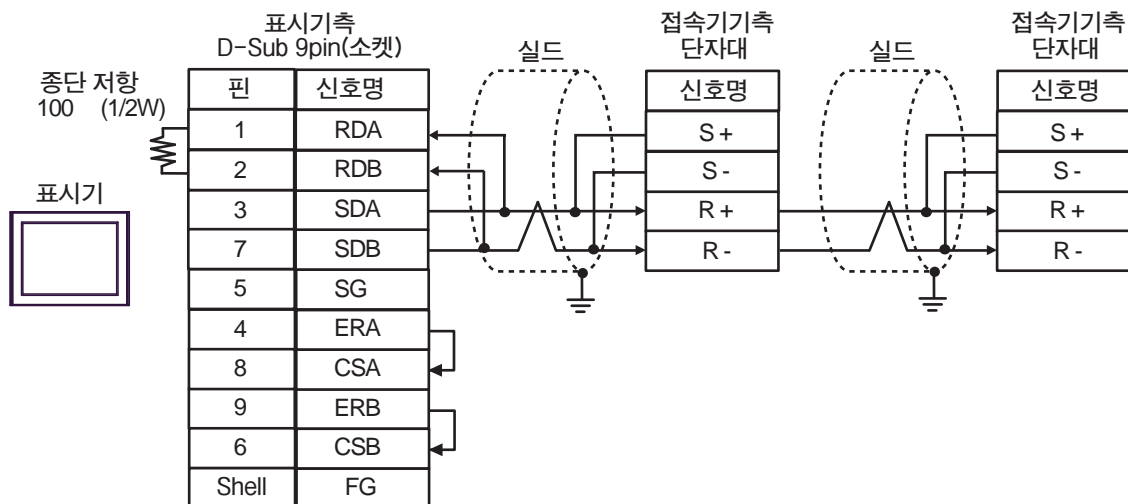 표시기측
D-Sub 9pin(소켓)
종단 저항
100 (1/2W)
표시기
핀 신호명
1 RDA
2 RDB
3 SDA
7 SDB
5 SG
4 ERA
8 CSA
9 ERB
6 CSB
Shell FG
실드
접속기기측
단자대
신호명
S +
S -
R +
R -
실드
접속기기측
단자대
신호명
S +
S -
R +
R -